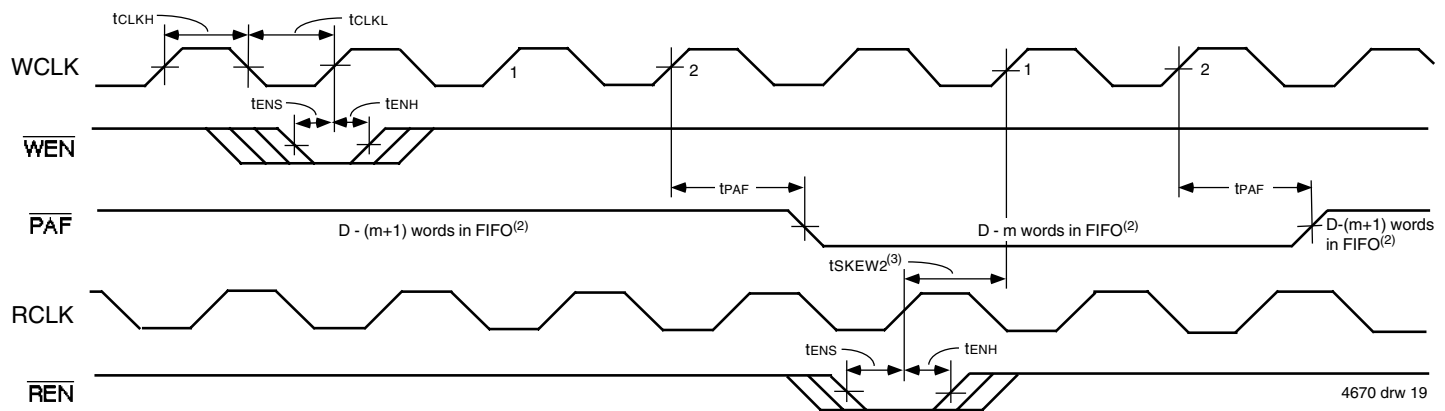 tCLKH tCLKL
WCLK 1 2 1 2
tENS tENH
WEN
tPAF tPAF
PAF D - (m+1) words in FIFO(2) D - m words in FIFO(2) D-(m+1) words
in FIFO(2)
tSKEW2(3)
RCLK
tENS tENH
REN 4670 drw 19